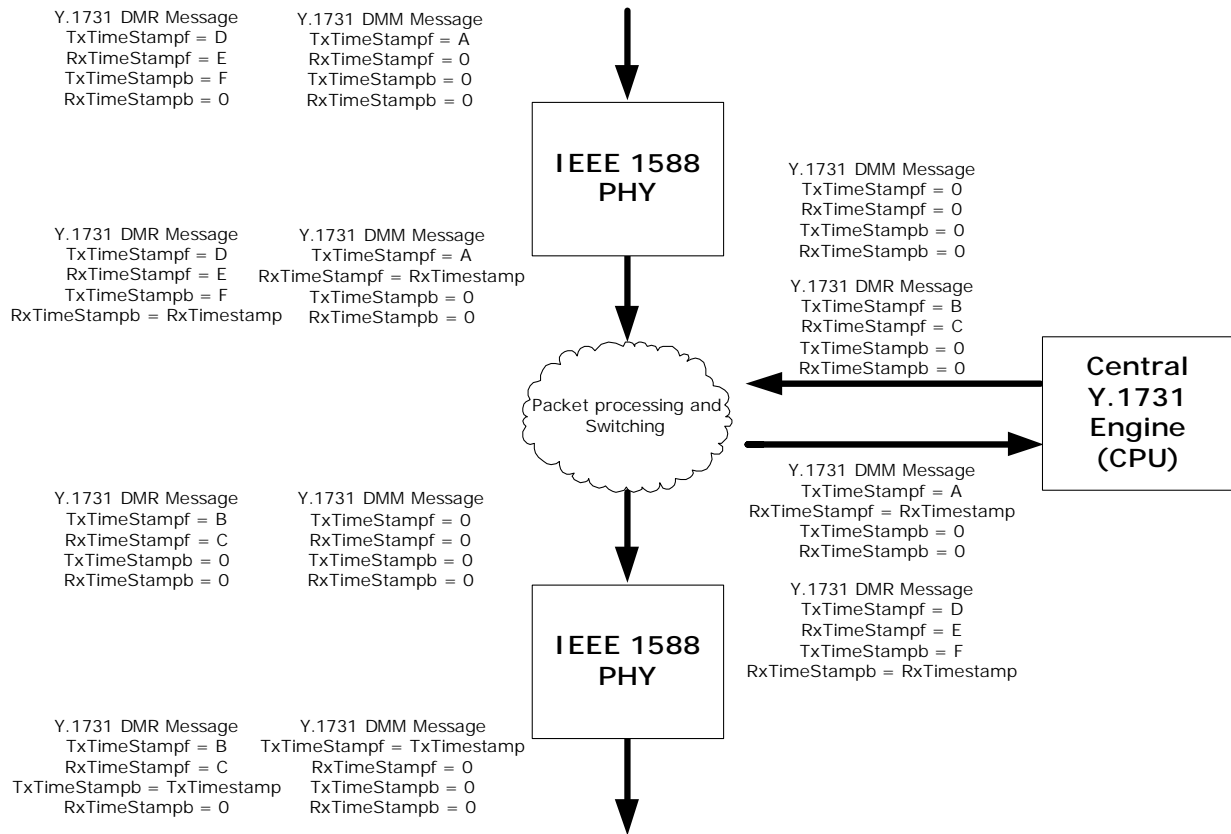 Y.1731 DMR Message
TxTimeStampf = D
RxTimeStampf = E
TxTimeStampb = F
RxTimeStampb = 0
Y.1731 DMM Message
TxTimeStampf = A
RxTimeStampf = 0
TxTimeStampb = 0
RxTimeStampb = 0
IEEE 1588
PHY
Y.1731 DMM Message
TxTimeStampf = 0
RxTimeStampf = 0
TxTimeStampb = 0
RxTimeStampb = 0
Y.1731 DMR Message
TxTimeStampf = D
RxTimeStampf = E
TxTimeStampb = F
RxTimeStampb = RxTimestamp
Y.1731 DMM Message
TxTimeStampf = A
RxTimeStampf = RxTimestamp
TxTimeStampb = 0
RxTimeStampb = 0
Y.1731 DMR Message
TxTimeStampf = B
RxTimeStampf = C
TxTimeStampb = 0
RxTimeStampb = 0
Packet processing and
Switching
Central
Y.1731
Engine
(CPU)
Y.1731 DMM Message
TxTimeStampf = A
RxTimeStampf = RxTimestamp
TxTimeStampb = 0
RxTimeStampb = 0
Y.1731 DMR Message
TxTimeStampf = B
RxTimeStampf = C
TxTimeStampb = 0
RxTimeStampb = 0
Y.1731 DMM Message
TxTimeStampf = 0
RxTimeStampf = 0
TxTimeStampb = 0
RxTimeStampb = 0
Y.1731 DMR Message
TxTimeStampf = D
RxTimeStampf = E
TxTimeStampb = F
RxTimeStampb = RxTimestamp
IEEE 1588
PHY
Y.1731 DMR Message
TxTimeStampf = B
RxTimeStampf = C
TxTimeStampb = TxTimestamp
RxTimeStampb = 0
Y.1731 DMM Message
TxTimeStampf = TxTimestamp
RxTimeStampf = 0
TxTimeStampb = 0
RxTimeStampb = 0